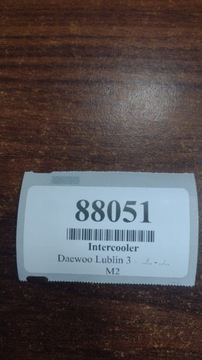 88051
Intercooler
Daewoo Lublin 3
M2